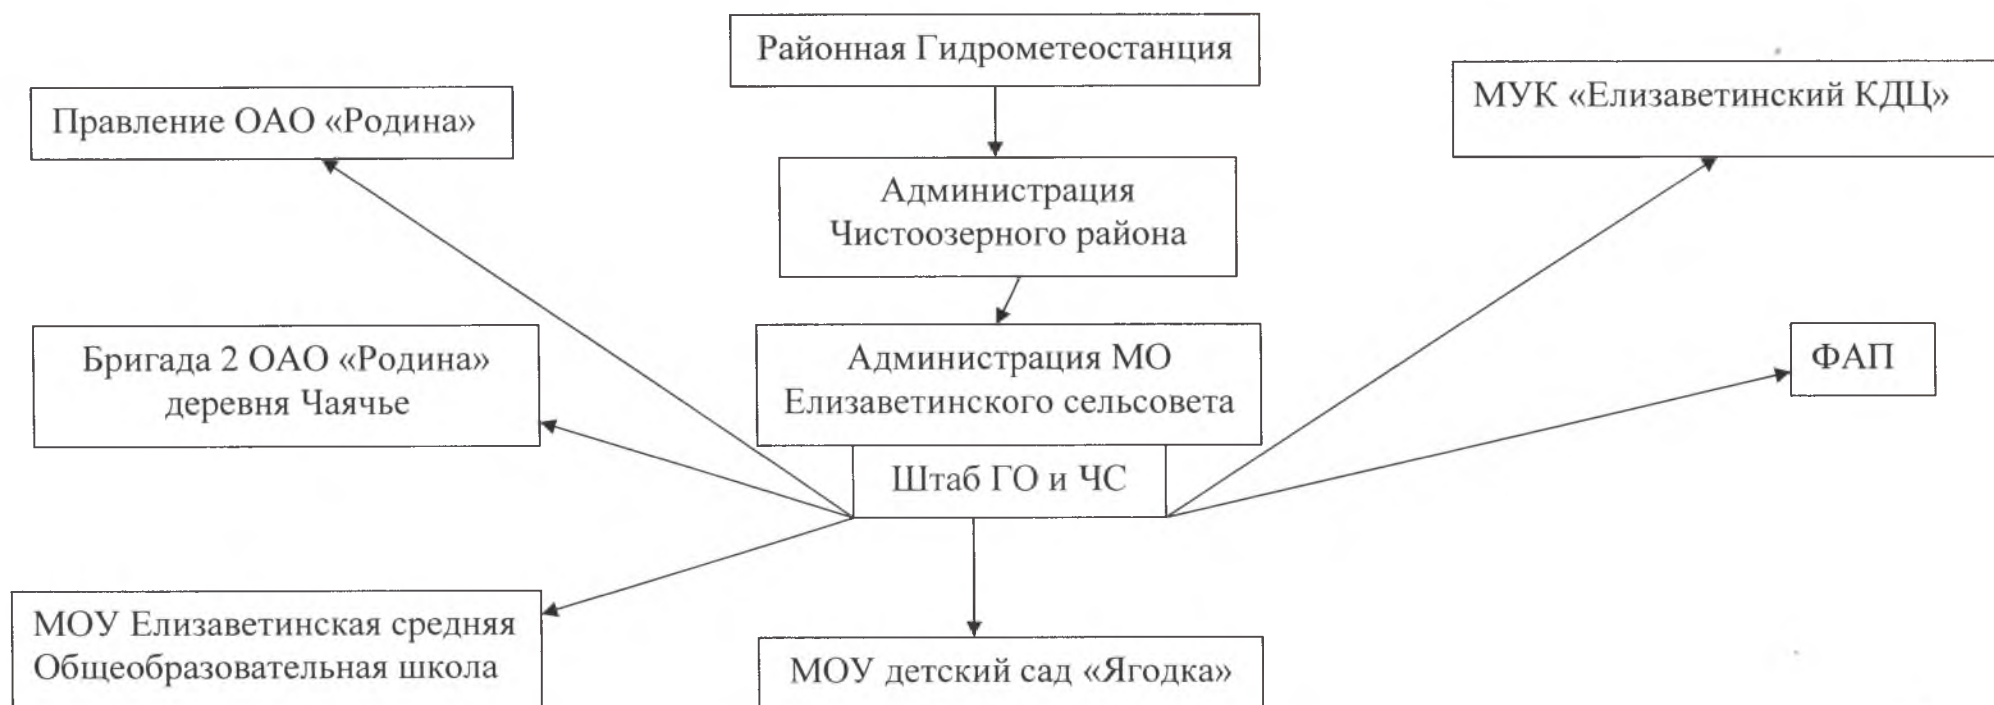 Районная Гидрометеостанция
Правление ОАО «Родина»
МУК «Елизаветинский КДЦ»
Администрация
Чистоозерного района
Бригада 2 ОАО «Родина»
деревня Чаячье
Администрация МО
Елизаветинского сельсовета
ФАП
Штаб ГО и ЧС
МОУ Елизаветинская средняя
Общеобразовательная школа
МОУ детский сад «Ягодка»